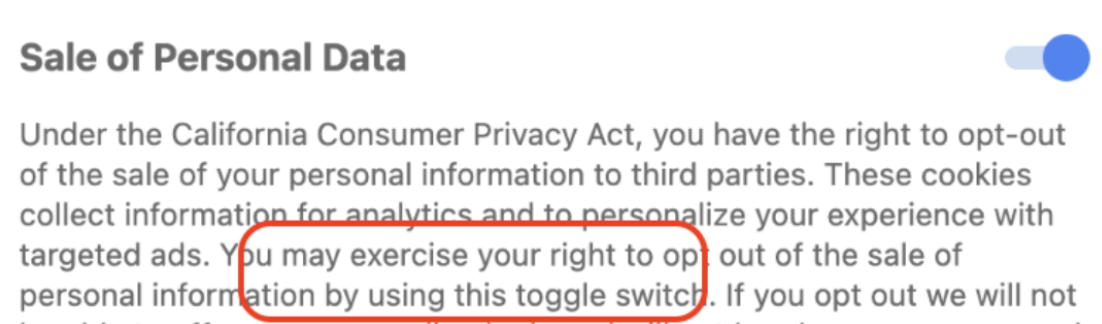 Sale of Personal Data
Under the California Consumer Privacy Act, you have the right to opt-out
of the sale of your personal information to third parties. These cookies
collect information for analytics and to personalize your experience with
targeted ads. You may exercise your right to opt out of the sale of
personal information by using this toggle switch. If you opt out we will not